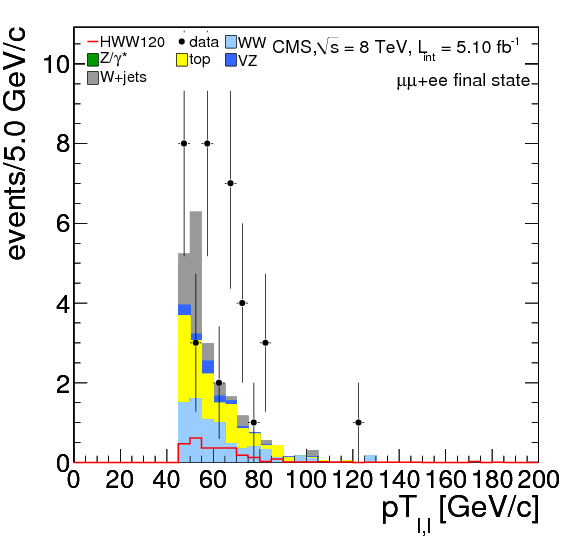 HWW120 data WW CMS,√s = 8 TeV, L_int = 5.10 fb⁻¹
Z/γ* top VZ
W+jets
μμ+ee final state
events/5.0 GeV/c
10
8
6
4
2
0
0 20 40 60 80 100 120 140 160 180 200
pT_l,l [GeV/c]